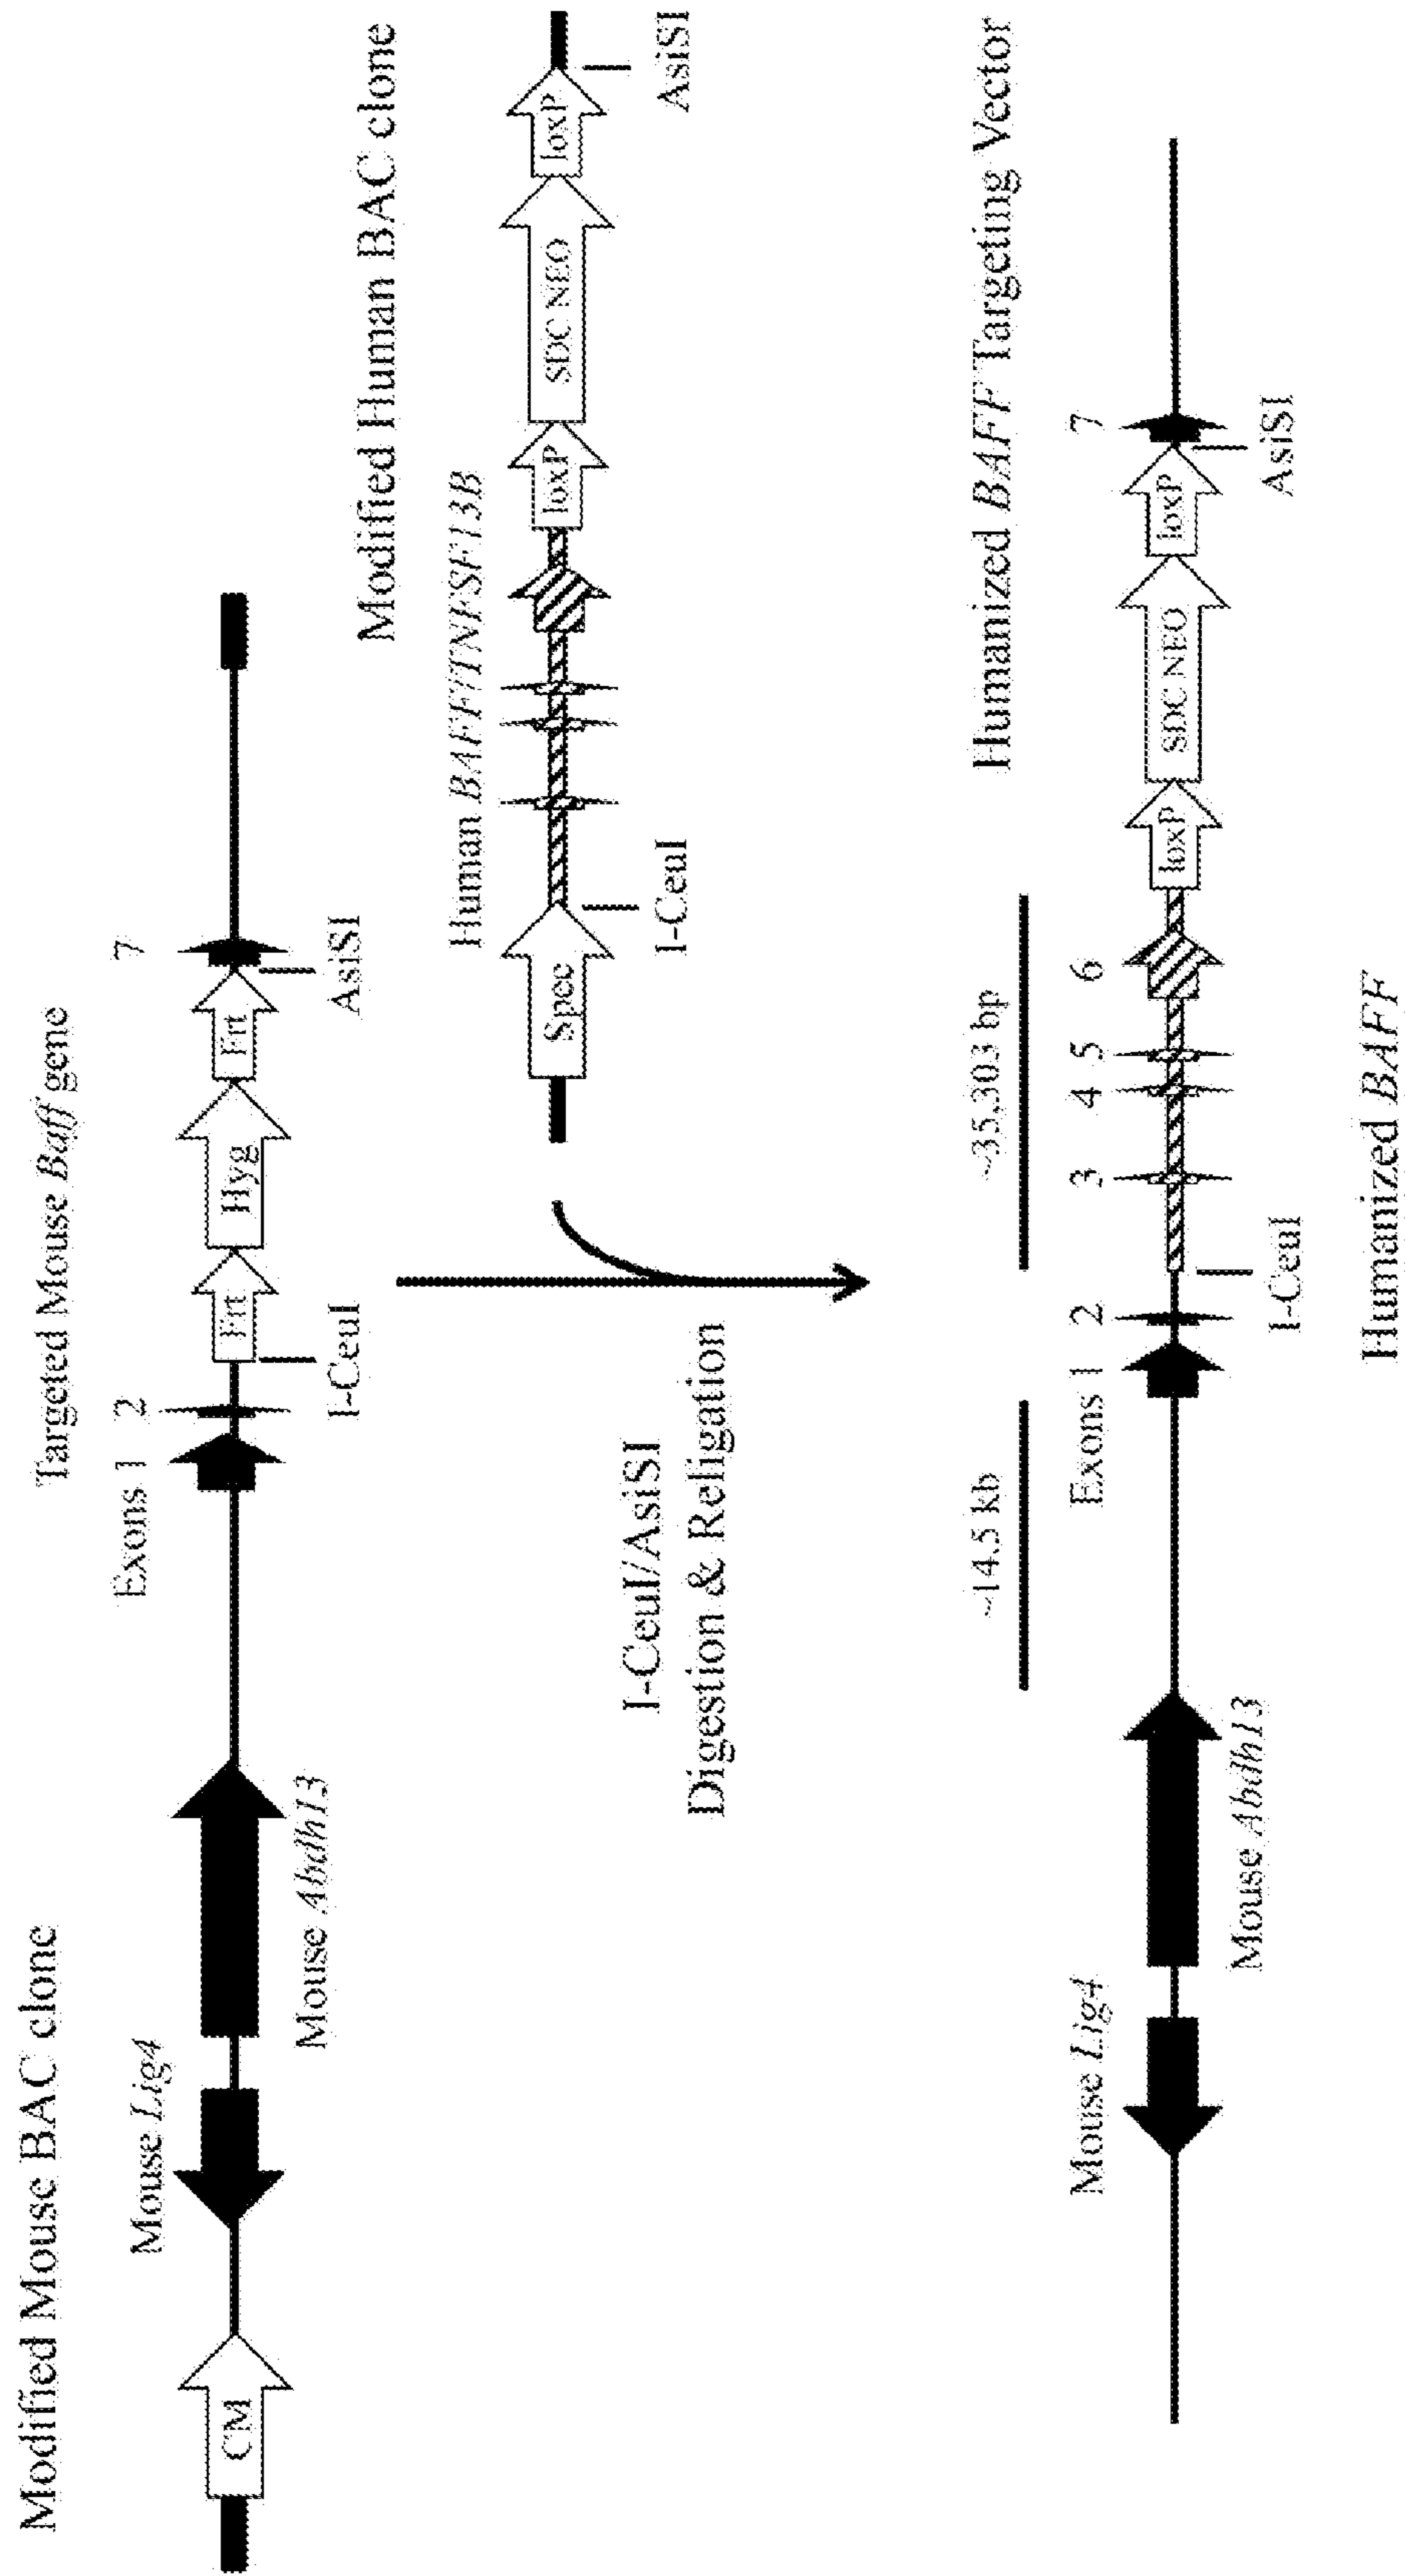 Modified Mouse BAC clone
Targeted Mouse Baff gene
Mouse Lig4
Exons 1
2
7
CM
Frt
Hyg
Frt
Mouse Abdh13
I-CeuI
AsiSI
Modified Human BAC clone
Human BAFF/TNFSF13B
Spec
loxP
SDC NEO
loxP
I-CeuI
AsiSI
I-CeuI/AsiSI
Digestion & Religation
Humanized BAFF Targeting Vector
~14.5 kb
~35,303 bp
Mouse Lig4
Exons 1
2
3
4
5
6
7
loxP
SDC NEO
loxP
Mouse Abdh13
I-CeuI
AsiSI
Humanized BAFF